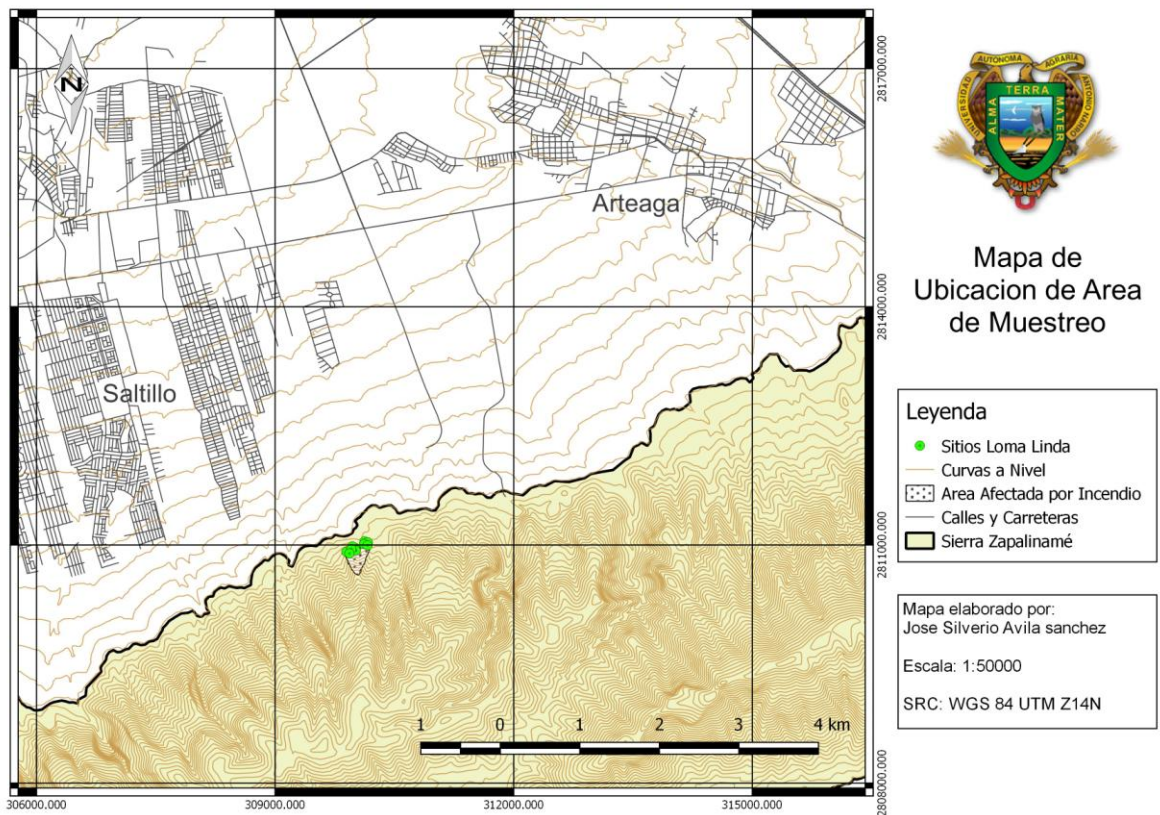 N
Arteaga
Saltillo
1 0 1 2 3 4 km
306000.000 309000.000 312000.000 315000.000
2817000.000
2814000.000
2811000.000
2808000.000
UNIVERSIDAD AUTONOMA AGRARIA ANTONIO NARRO
ALMA TERRA MATER
Mapa de
Ubicacion de Area
de Muestreo
Leyenda
Sitios Loma Linda
Curvas a Nivel
Area Afectada por Incendio
Calles y Carreteras
Sierra Zapalinamé
Mapa elaborado por:
Jose Silverio Avila sanchez
Escala: 1:50000
SRC: WGS 84 UTM Z14N